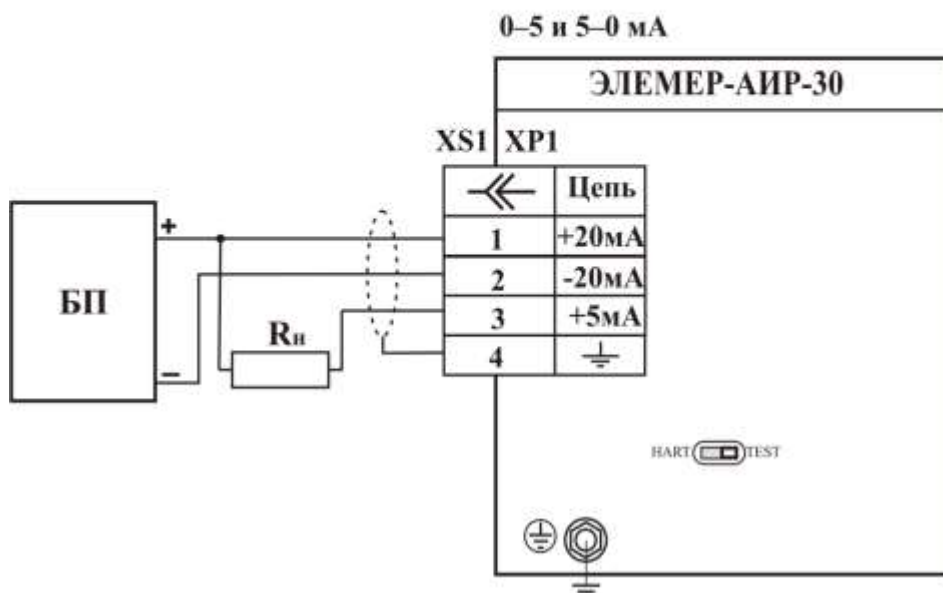 0–5 и 5–0 мА
ЭЛЕМЕР-АИР-30
XS1 XP1
Цепь
+
1 +20мА
2 -20мА
БП
3 +5мА
Rн
4
–
HART TEST